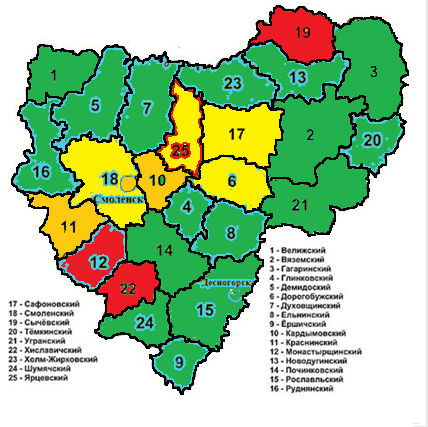 19
1
23
13
3
5
7
25
17
2
20
16
18
Смоленск
10
6
4
21
11
8
12
14
Десногорск
22
15
24
9
1 - Велижский
2 - Вяземский
3 - Гагаринский
4 - Глинковский
5 - Демидоский
6 - Дорогобужский
7 - Духовщинский
8 - Ельнинский
9 - Ёршичский
10 - Кардымовский
11 - Краснинский
12 - Монастырщинский
13 - Новодугинский
14 - Починковский
15 - Рославльский
16 - Руднянский
17 - Сафоновский
18 - Смоленский
19 - Сычёвский
20 - Тёмкинский
21 - Угранский
22 - Хиславичский
23 - Холм-Жирковский
24 - Шумячский
25 - Ярцевский